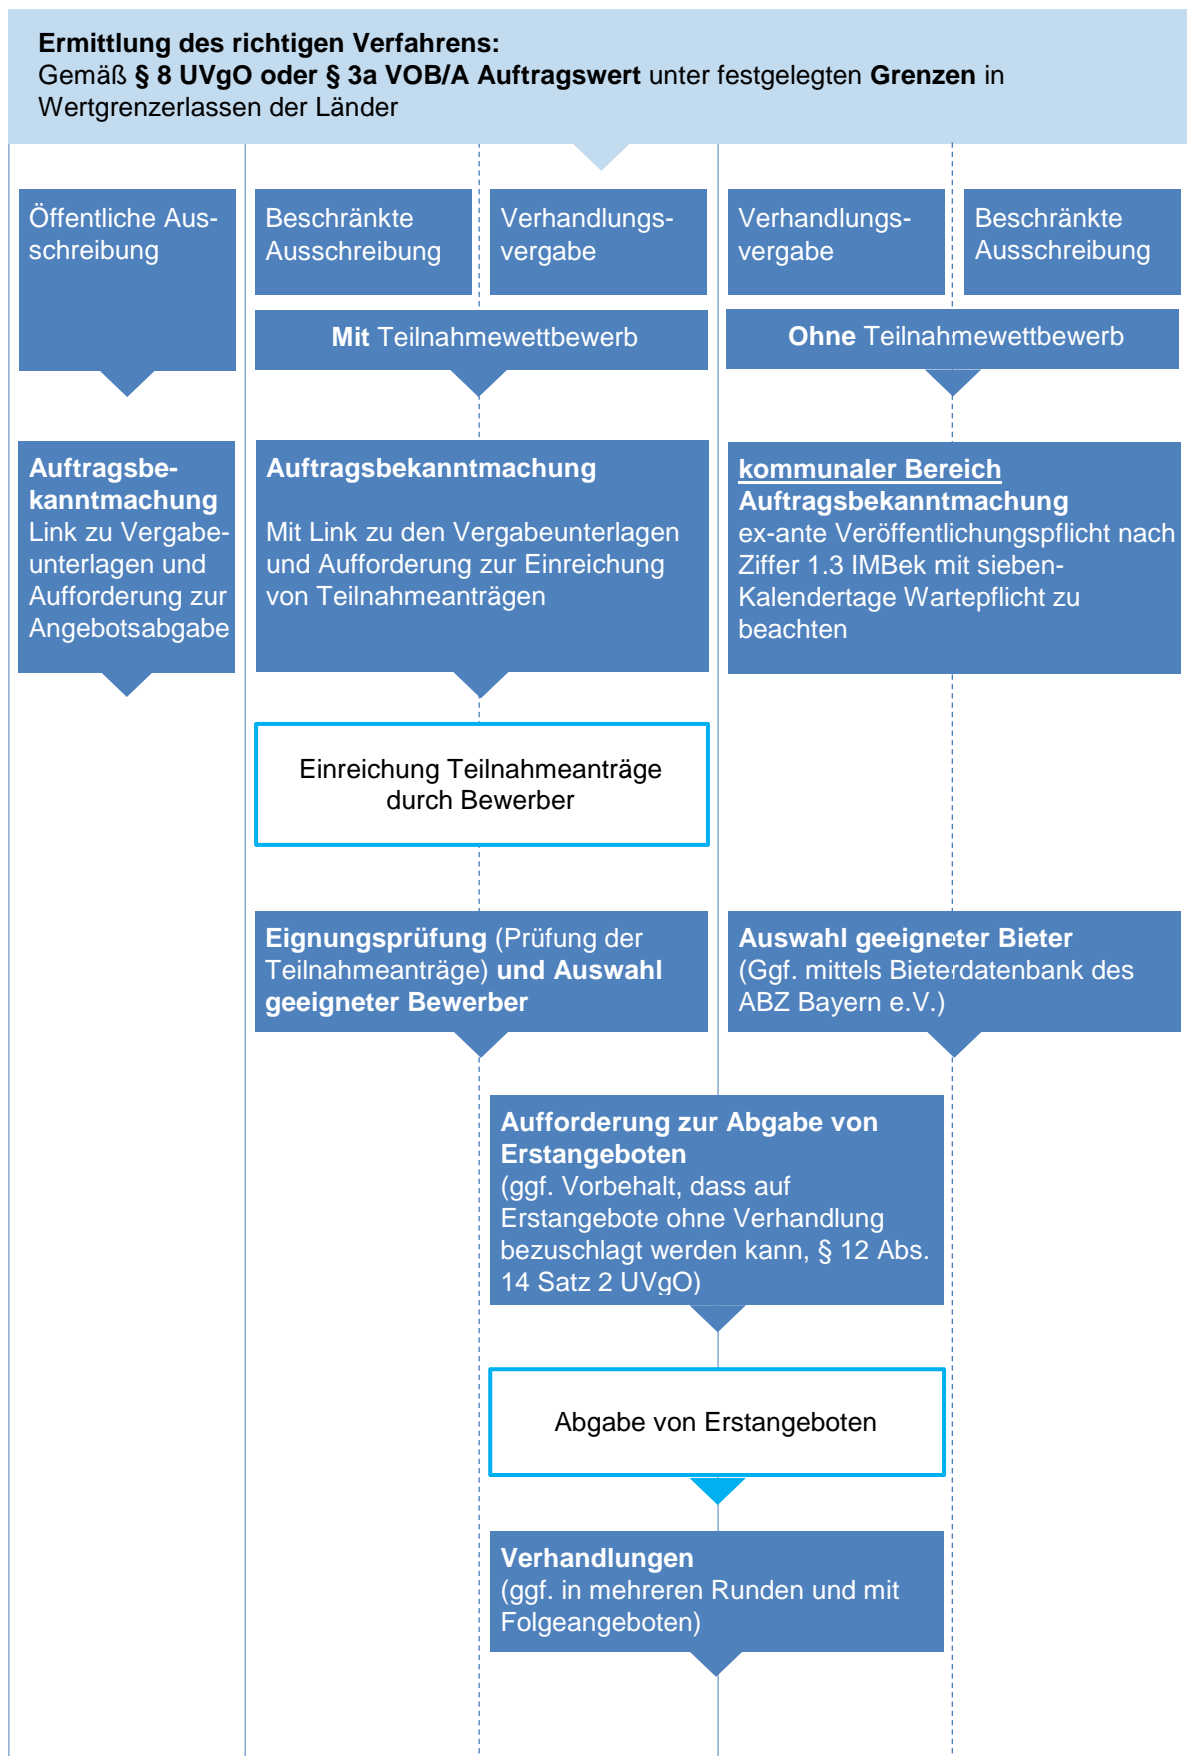 Ermittlung des richtigen Verfahrens:
Gemäß § 8 UVgO oder § 3a VOB/A Auftragswert unter festgelegten Grenzen in
Wertgrenzerlassen der Länder
Öffentliche Aus-
schreibung
Beschränkte
Ausschreibung
Verhandlungs-
vergabe
Verhandlungs-
vergabe
Beschränkte
Ausschreibung
Mit Teilnahmewettbewerb
Ohne Teilnahmewettbewerb
Auftragsbe-
kanntmachung
Link zu Vergabe-
unterlagen und
Aufforderung zur
Angebotsabgabe
Auftragsbekanntmachung
Mit Link zu den Vergabeunterlagen
und Aufforderung zur Einreichung
von Teilnahmeanträgen
kommunaler Bereich
Auftragsbekanntmachung
ex-ante Veröffentlichungspflicht nach
Ziffer 1.3 IMBek mit sieben-
Kalendertage Wartepflicht zu
beachten
Einreichung Teilnahmeanträge
durch Bewerber
Eignungsprüfung (Prüfung der
Teilnahmeanträge) und Auswahl
geeigneter Bewerber
Auswahl geeigneter Bieter
(Ggf. mittels Bieterdatenbank des
ABZ Bayern e.V.)
Aufforderung zur Abgabe von
Erstangeboten
(ggf. Vorbehalt, dass auf
Erstangebote ohne Verhandlung
bezuschlagt werden kann, § 12 Abs.
14 Satz 2 UVgO)
Abgabe von Erstangeboten
Verhandlungen
(ggf. in mehreren Runden und mit
Folgeangeboten)